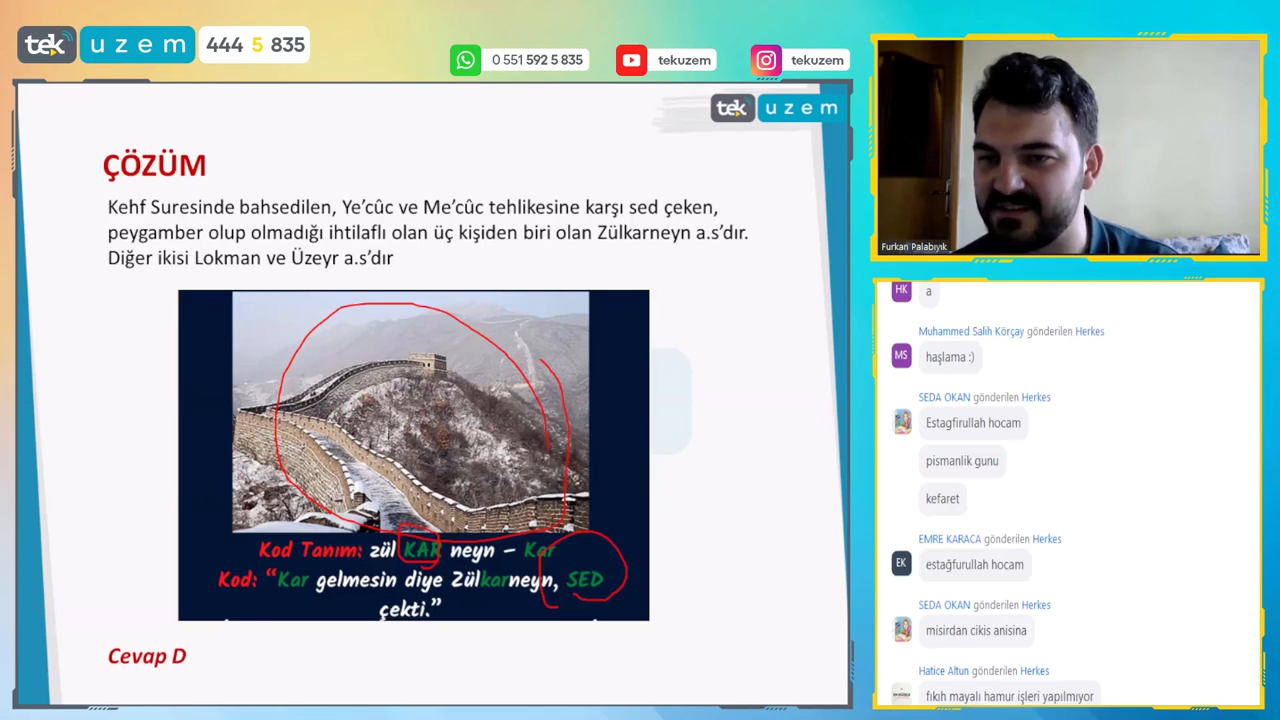 tek uzem 444 5 835
0 551 592 5 835
tekuzem
tekuzem
tek uzem
ÇÖZÜM
Kehf Suresinde bahsedilen, Ye'cûc ve Me'cûc tehlikesine karşı sed çeken,
peygamber olup olmadığı ihtilaflı olan üç kişiden biri olan Zülkarneyn a.s'dır.
Diğer ikisi Lokman ve Üzeyr a.s'dır
Kod Tanım: zül KAR neyn – Kar
Kod: "Kar gelmesin diye Zülkarneyn, SED
çekti."
Cevap D
Furkan Palabıyık
HK
a
Muhammed Salih Körçay gönderilen Herkes
MS
haşlama :)
SEDA OKAN gönderilen Herkes
Estagfirullah hocam
pismanlik gunu
kefaret
EMRE KARACA gönderilen Herkes
EK
estağfurullah hocam
SEDA OKAN gönderilen Herkes
misirdan cikis anisina
Hatice Altun gönderilen Herkes
fıkıh mayalı hamur işleri yapılmıyor